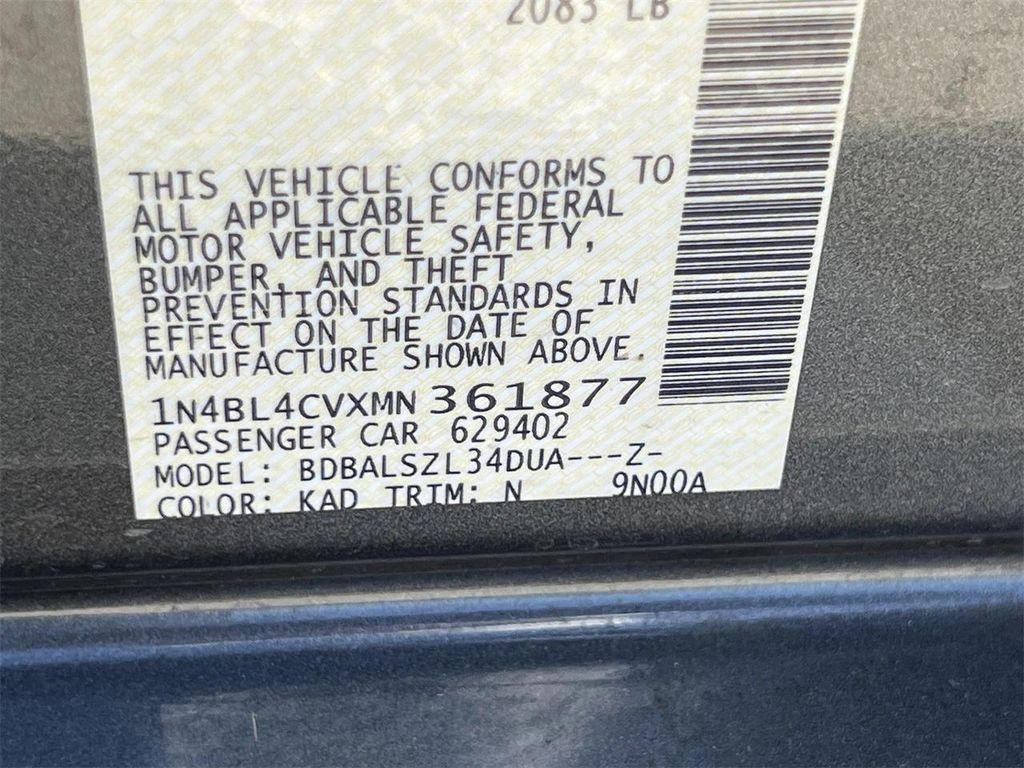 2083 LB
THIS VEHICLE CONFORMS TO
ALL APPLICABLE FEDERAL
MOTOR VEHICLE SAFETY,
BUMPER, AND THEFT
PREVENTION STANDARDS IN
EFFECT ON THE DATE OF
MANUFACTURE SHOWN ABOVE.
1N4BL4CVXMN 361877
PASSENGER CAR 629402
MODEL: BDBALSZL34DUA---Z-
COLOR: KAD TRIM: N 9N00A